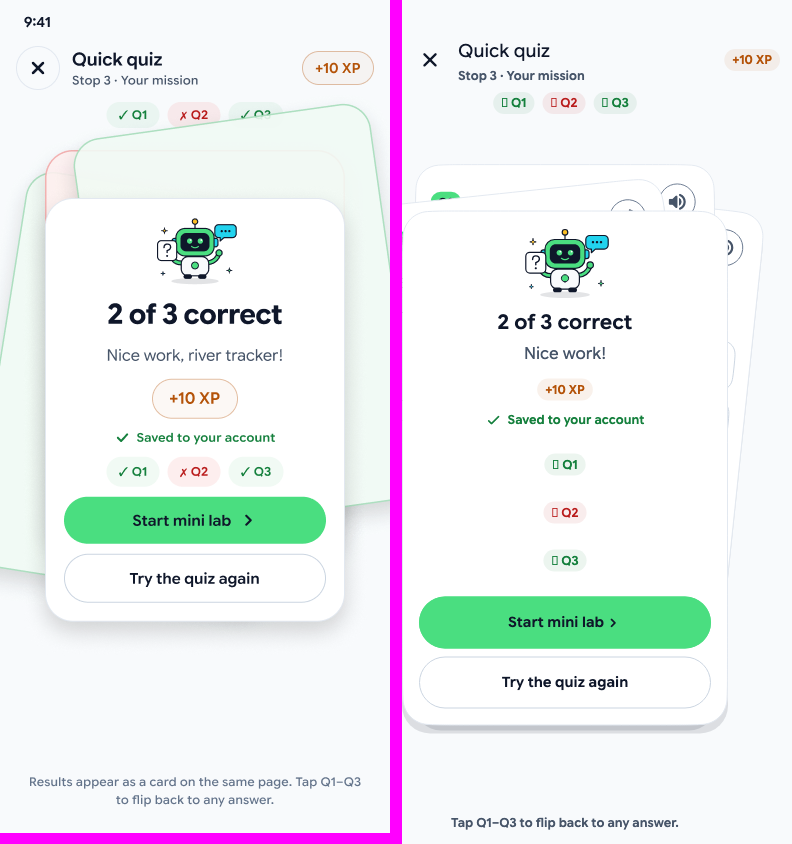 9:41
Quick quiz
Stop 3 · Your mission
+10 XP
✓ Q1
✗ Q2
✓ Q3
2 of 3 correct
Nice work, river tracker!
+10 XP
✓ Saved to your account
✓ Q1
✗ Q2
✓ Q3
Start mini lab
Try the quiz again
Results appear as a card on the same page. Tap Q1–Q3
to flip back to any answer.
Quick quiz
Stop 3 · Your mission
+10 XP
▯ Q1
▯ Q2
▯ Q3
2 of 3 correct
Nice work!
+10 XP
✓ Saved to your account
▯ Q1
▯ Q2
▯ Q3
Start mini lab
Try the quiz again
Tap Q1–Q3 to flip back to any answer.